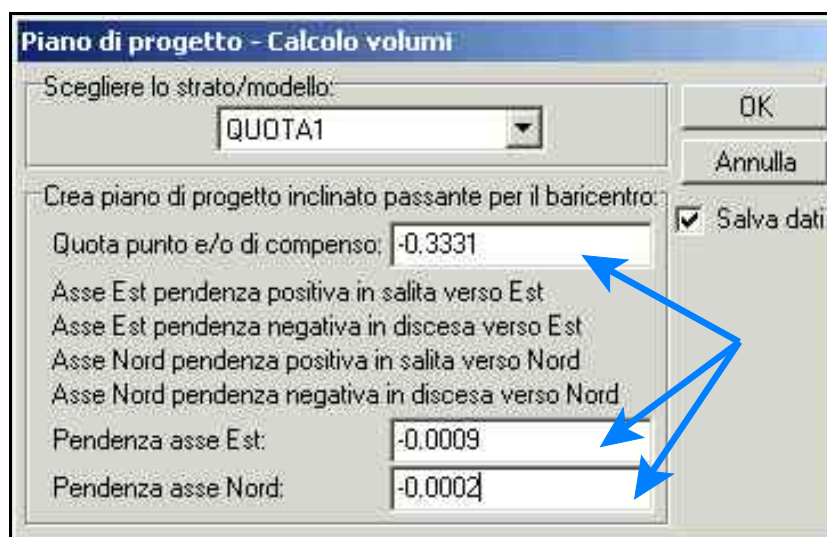 Piano di progetto - Calcolo volumi
Scegliere lo strato/modello:
QUOTA1
OK
Annulla
Salva dati
Crea piano di progetto inclinato passante per il baricentro:
Quota punto e/o di compenso: -0,3331
Asse Est pendenza positiva in salita verso Est
Asse Est pendenza negativa in discesa verso Est
Asse Nord pendenza positiva in salita verso Nord
Asse Nord pendenza negativa in discesa verso Nord
Pendenza asse Est: -0,0009
Pendenza asse Nord: -0,0002